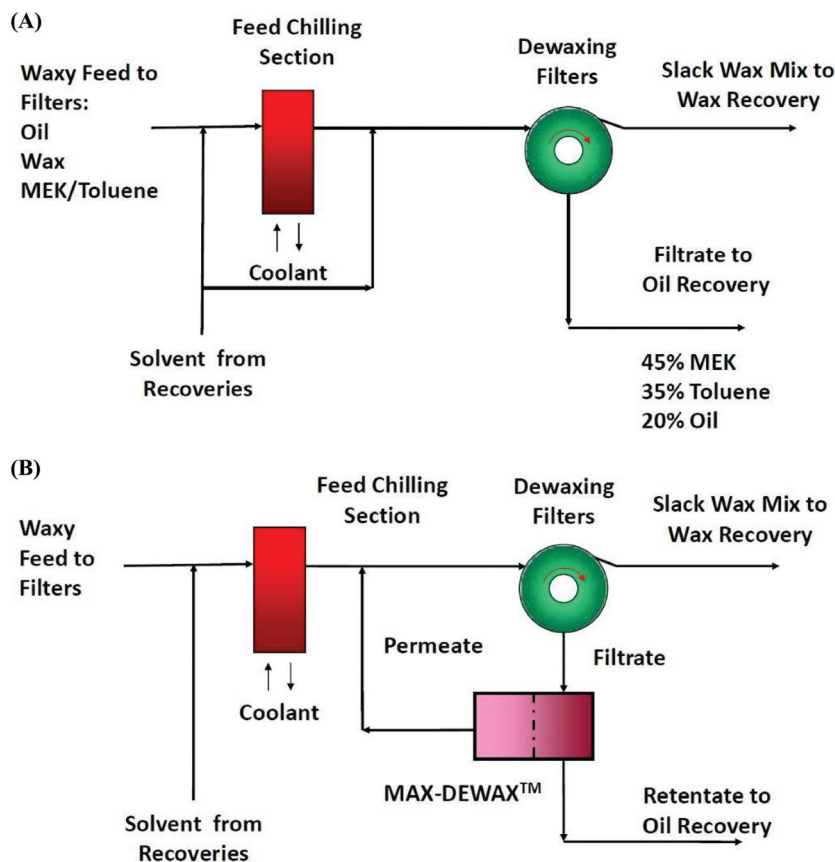 (A)
Feed Chilling
Section
Dewaxing
Filters
Waxy Feed to
Filters:
Oil
Wax
MEK/Toluene
Slack Wax Mix to
Wax Recovery
Coolant
Filtrate to
Oil Recovery
Solvent from
Recoveries
45% MEK
35% Toluene
20% Oil
(B)
Feed Chilling
Section
Dewaxing
Filters
Slack Wax Mix to
Wax Recovery
Waxy
Feed to
Filters
Permeate
Filtrate
Coolant
MAX-DEWAX™
Solvent from
Recoveries
Retentate to
Oil Recovery